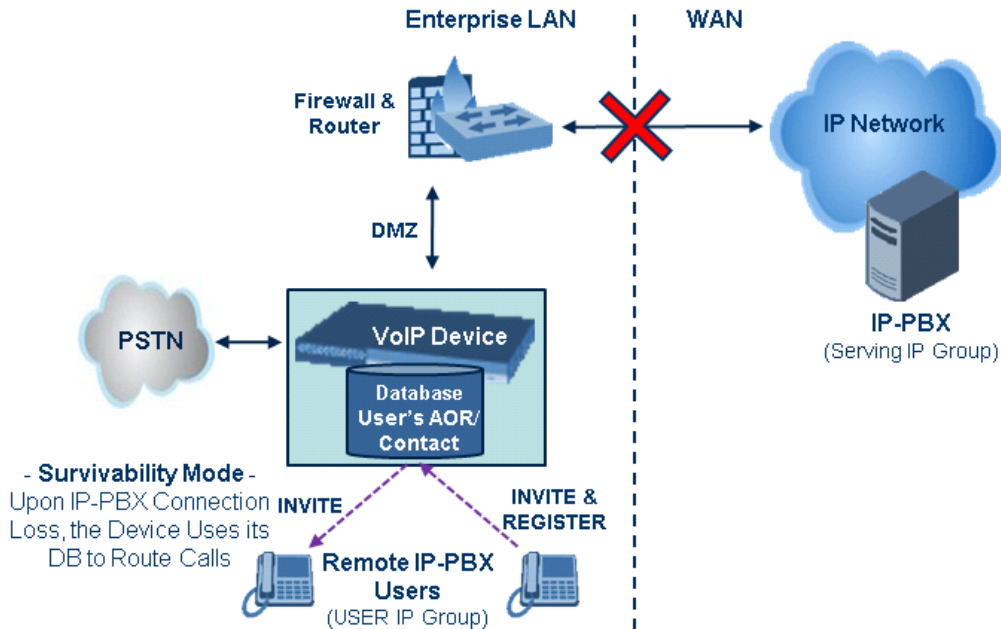 Enterprise LAN
WAN
Firewall &
Router
IP Network
DMZ
IP-PBX
(Serving IP Group)
PSTN
VoIP Device
Database
User's AOR/
Contact
- Survivability Mode -
Upon IP-PBX Connection
Loss, the Device Uses its
DB to Route Calls
INVITE
INVITE &
REGISTER
Remote IP-PBX
Users
(USER IP Group)